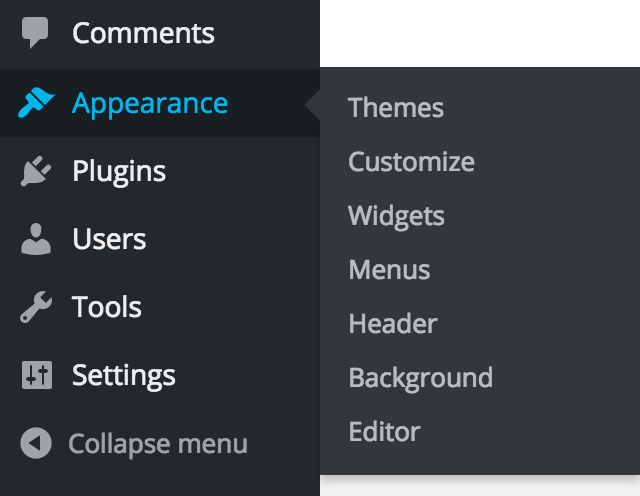 Comments
Appearance
Plugins
Users
Tools
Settings
Collapse menu
Themes
Customize
Widgets
Menus
Header
Background
Editor